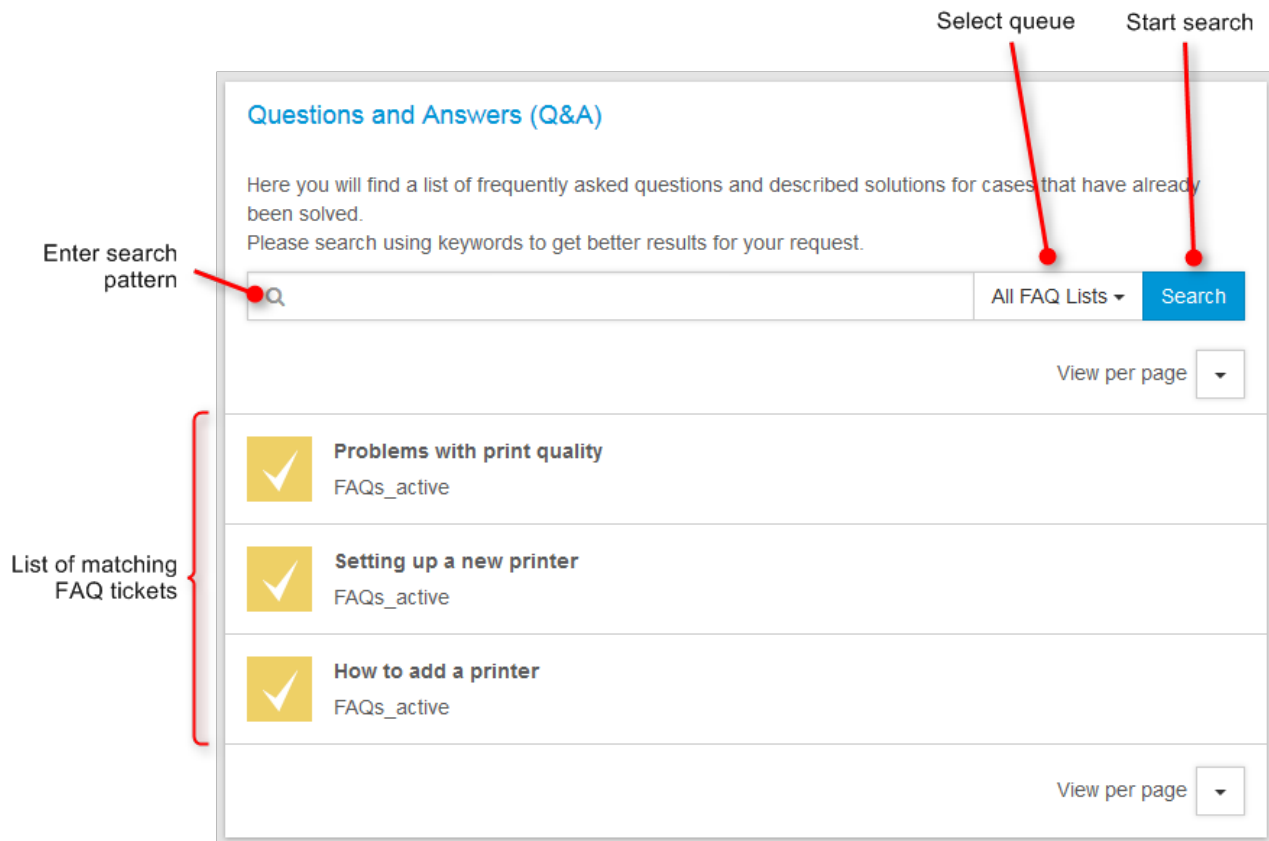 Select queue
Start search
Questions and Answers (Q&A)
Here you will find a list of frequently asked questions and described solutions for cases that have already
been solved.
Please search using keywords to get better results for your request.
Enter search
pattern
All FAQ Lists
Search
View per page
List of matching
FAQ tickets
Problems with print quality
FAQs_active
Setting up a new printer
FAQs_active
How to add a printer
FAQs_active
View per page